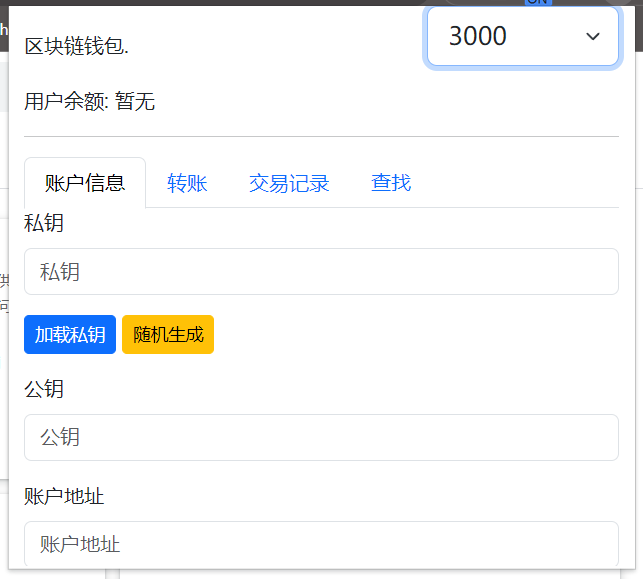 ON
h
区块链钱包.
3000
用户余额: 暂无
账户信息
转账
交易记录
查找
私钥
私钥
加载私钥
随机生成
公钥
公钥
账户地址
账户地址